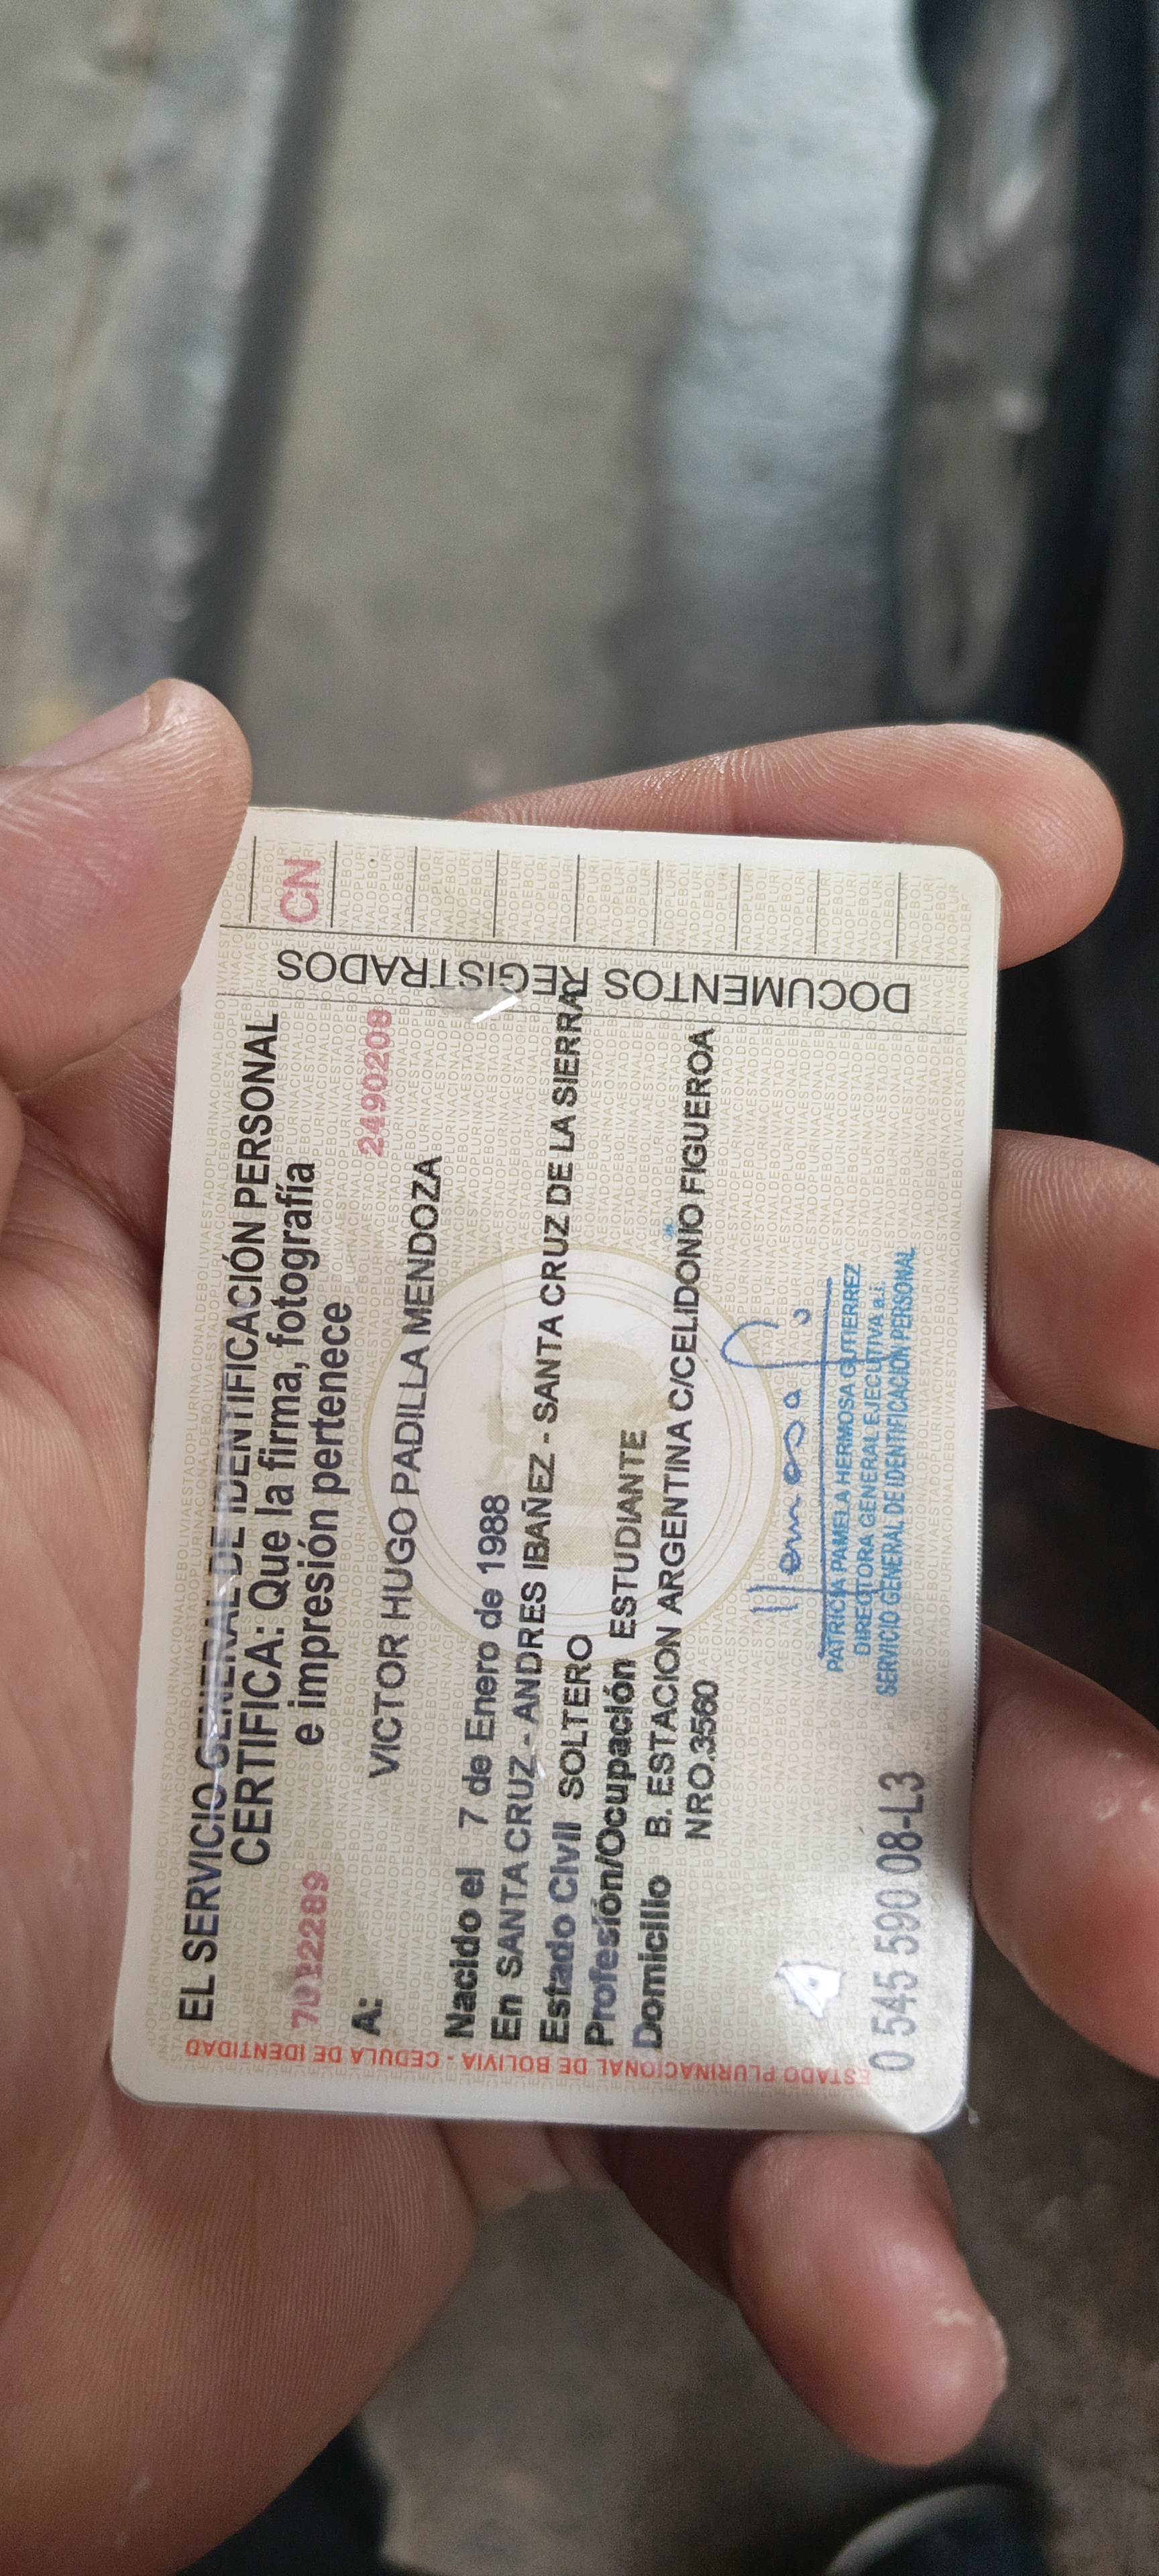 EL SERVICIO GENERAL DE IDENTIFICACIÓN PERSONAL
CERTIFICA: Que la firma, fotografía
e impresión pertenece
7022289
2490208
A:
VICTOR HUGO PADILLA MENDOZA
Nacido el 7 de Enero de 1988
En SANTA CRUZ - ANDRES IBAÑEZ - SANTA CRUZ DE LA SIERRA
Estado Civil SOLTERO
Profesión/Ocupación ESTUDIANTE
Domicilio B. ESTACION ARGENTINA C/CELIDONIO FIGUEROA
NRO.3560
PATRICIA PAMELA HERMOSA GUTIERREZ
DIRECTORA GENERAL EJECUTIVA a.i.
SERVICIO GENERAL DE IDENTIFICACIÓN PERSONAL
0 545 590 08-L3
ESTADO PLURINACIONAL DE BOLIVIA - CEDULA DE IDENTIDAD
DOCUMENTOS REGISTRADOS
CN